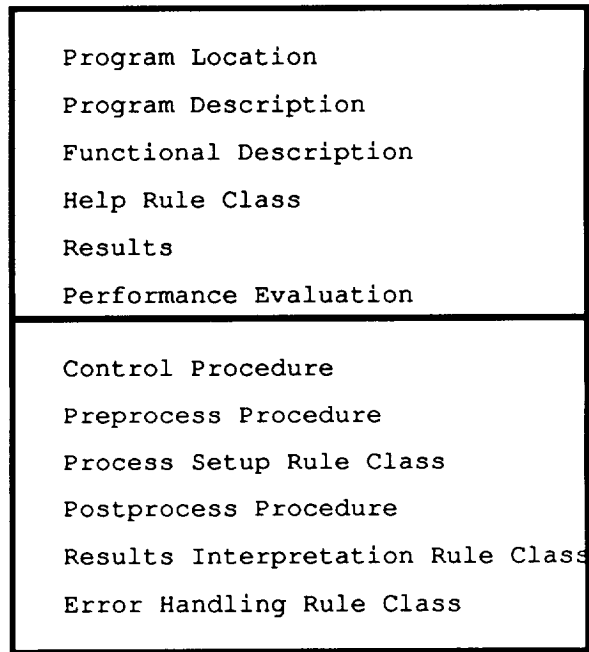 Program Location
Program Description
Functional Description
Help Rule Class
Results
Performance Evaluation
Control Procedure
Preprocess Procedure
Process Setup Rule Class
Postprocess Procedure
Results Interpretation Rule Class
Error Handling Rule Class